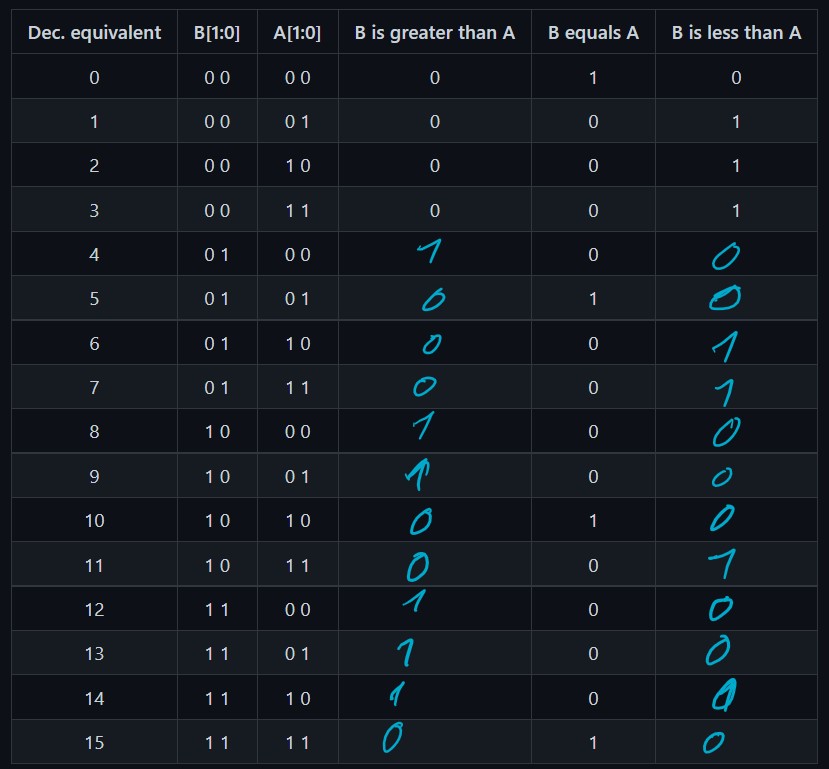 Dec. equivalent B[1:0] A[1:0] B is greater than A B equals A B is less than A
0 0 0 0 0 0 1 0
1 0 0 0 1 0 0 1
2 0 0 1 0 0 0 1
3 0 0 1 1 0 0 1
4 0 1 0 0 1 0 0
5 0 1 0 1 0 1 0
6 0 1 1 0 0 0 1
7 0 1 1 1 0 0 1
8 1 0 0 0 1 0 0
9 1 0 0 1 1 0 0
10 1 0 1 0 0 1 0
11 1 0 1 1 0 0 1
12 1 1 0 0 1 0 0
13 1 1 0 1 1 0 0
14 1 1 1 0 1 0
15 1 1 1 1 0 1 0